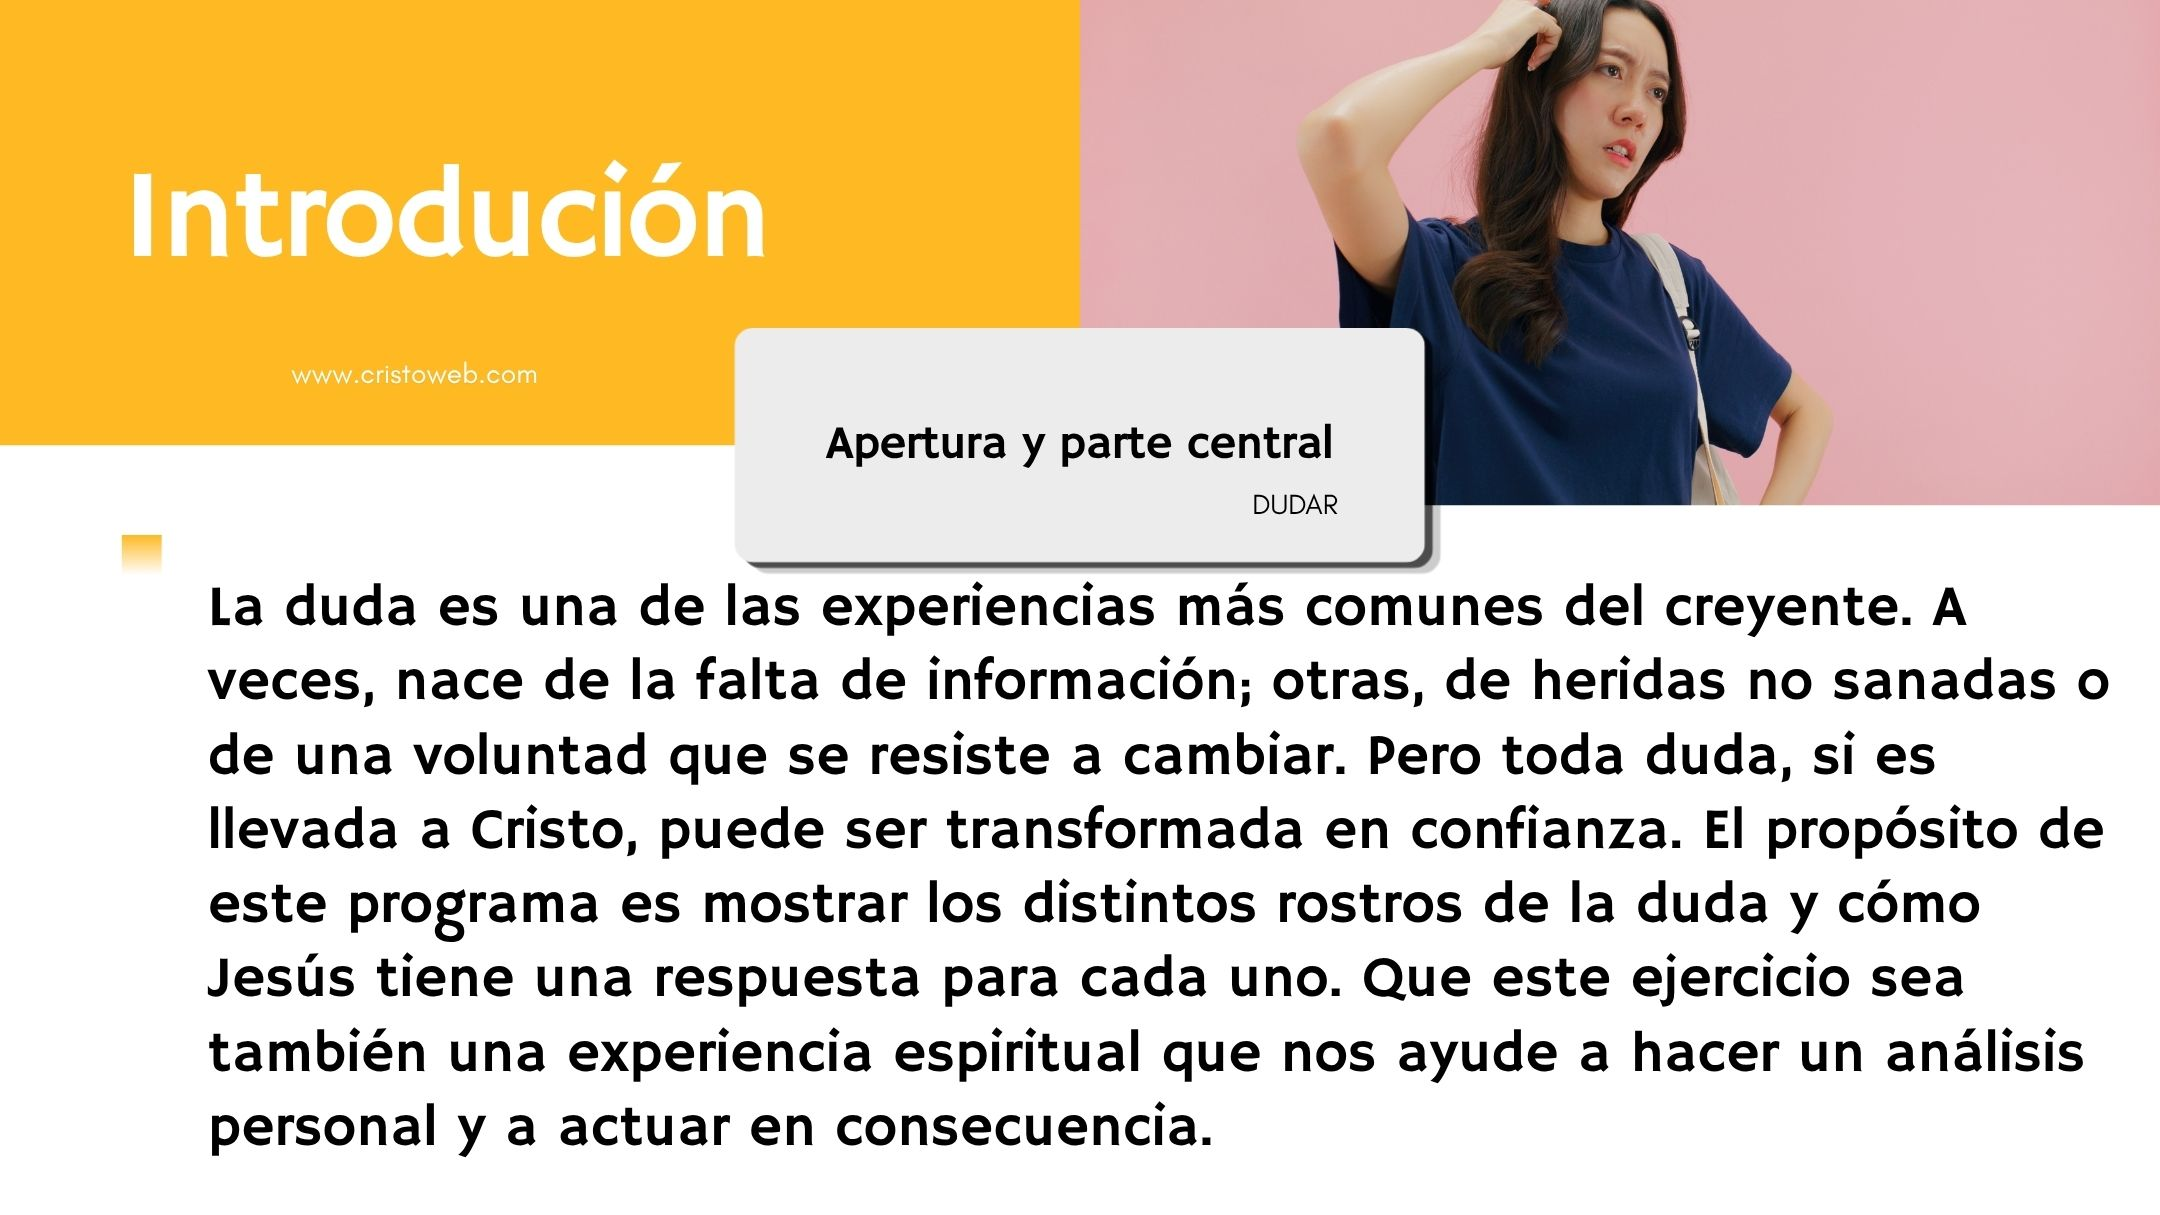 Introdución
www.cristoweb.com
Apertura y parte central
DUDAR
La duda es una de las experiencias más comunes del creyente. A
veces, nace de la falta de información; otras, de heridas no sanadas o
de una voluntad que se resiste a cambiar. Pero toda duda, si es
llevada a Cristo, puede ser transformada en confianza. El propósito de
este programa es mostrar los distintos rostros de la duda y cómo
Jesús tiene una respuesta para cada uno. Que este ejercicio sea
también una experiencia espiritual que nos ayude a hacer un análisis
personal y a actuar en consecuencia.